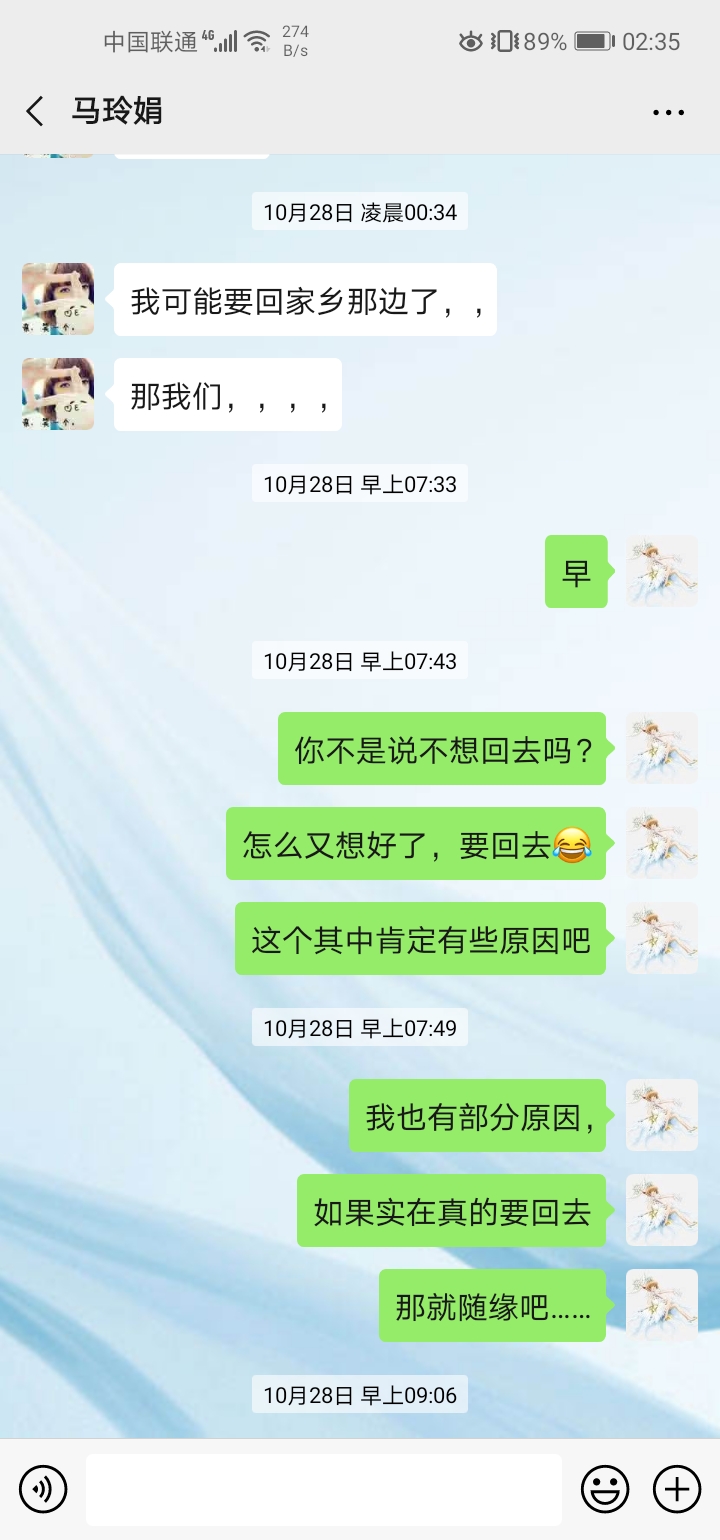 中国联通 4G 274 B/s 89% 02:35
马玲娟
10月28日 凌晨00:34
我可能要回家乡那边了，，
那我们，，，，
10月28日 早上07:33
早
10月28日 早上07:43
你不是说不想回去吗？
怎么又想好了，要回去😂
这个其中肯定有些原因吧
10月28日 早上07:49
我也有部分原因，
如果实在真的要回去
那就随缘吧......
10月28日 早上09:06